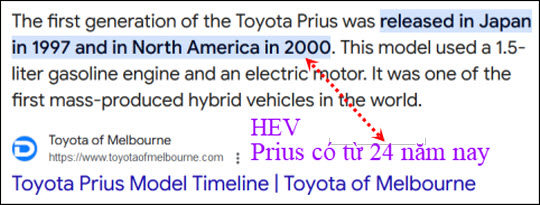 The first generation of the Toyota Prius was released in Japan
in 1997 and in North America in 2000. This model used a 1.5-
liter gasoline engine and an electric motor. It was one of the
first mass-produced hybrid vehicles in the world.
Toyota of Melbourne
https://www.toyotaofmelbourne.com
HEV
Prius có từ 24 năm nay
Toyota Prius Model Timeline | Toyota of Melbourne